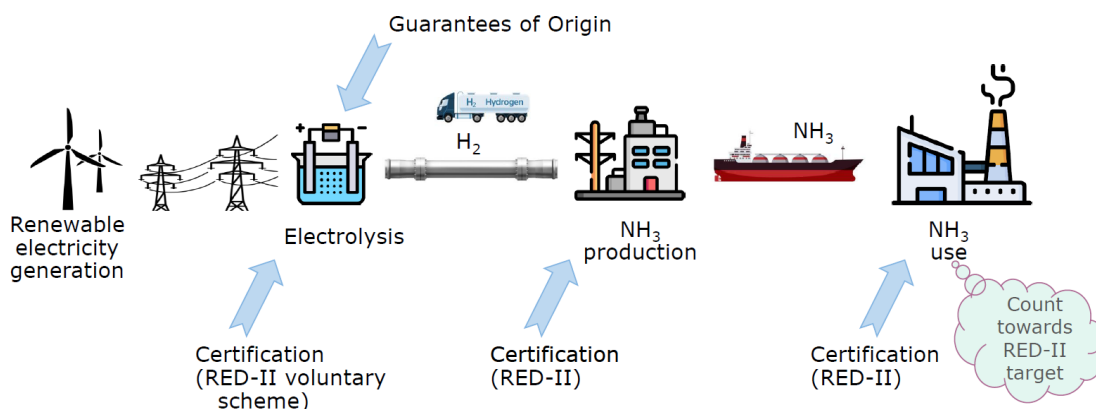 Guarantees of Origin
H₂ Hydrogen
H₂
NH₃
+ -
Renewable
electricity
generation
Electrolysis
NH₃
production
NH₃
use
Count
towards
RED-II
target
Certification
(RED-II voluntary
scheme)
Certification
(RED-II)
Certification
(RED-II)